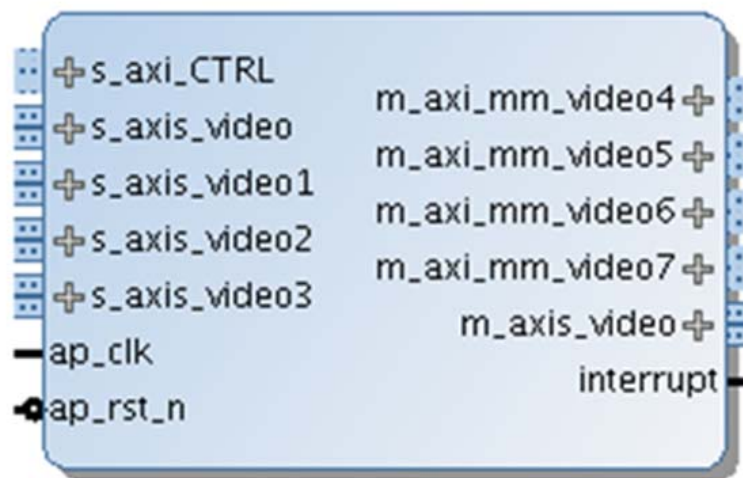 s_axi_CTRL
s_axis_video
s_axis_video1
s_axis_video2
s_axis_video3
ap_clk
ap_rst_n
m_axi_mm_video4
m_axi_mm_video5
m_axi_mm_video6
m_axi_mm_video7
m_axis_video
interrupt